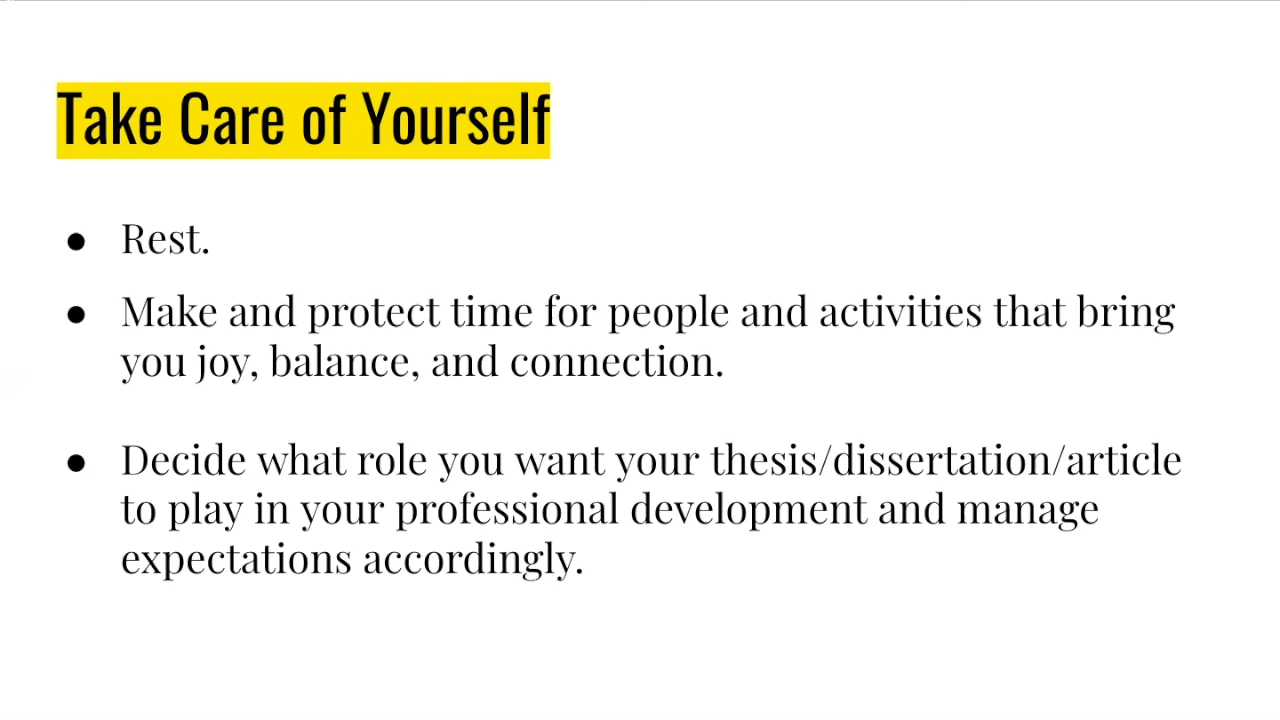 Take Care of Yourself
● Rest.
● Make and protect time for people and activities that bring
you joy, balance, and connection.
● Decide what role you want your thesis/dissertation/article
to play in your professional development and manage
expectations accordingly.